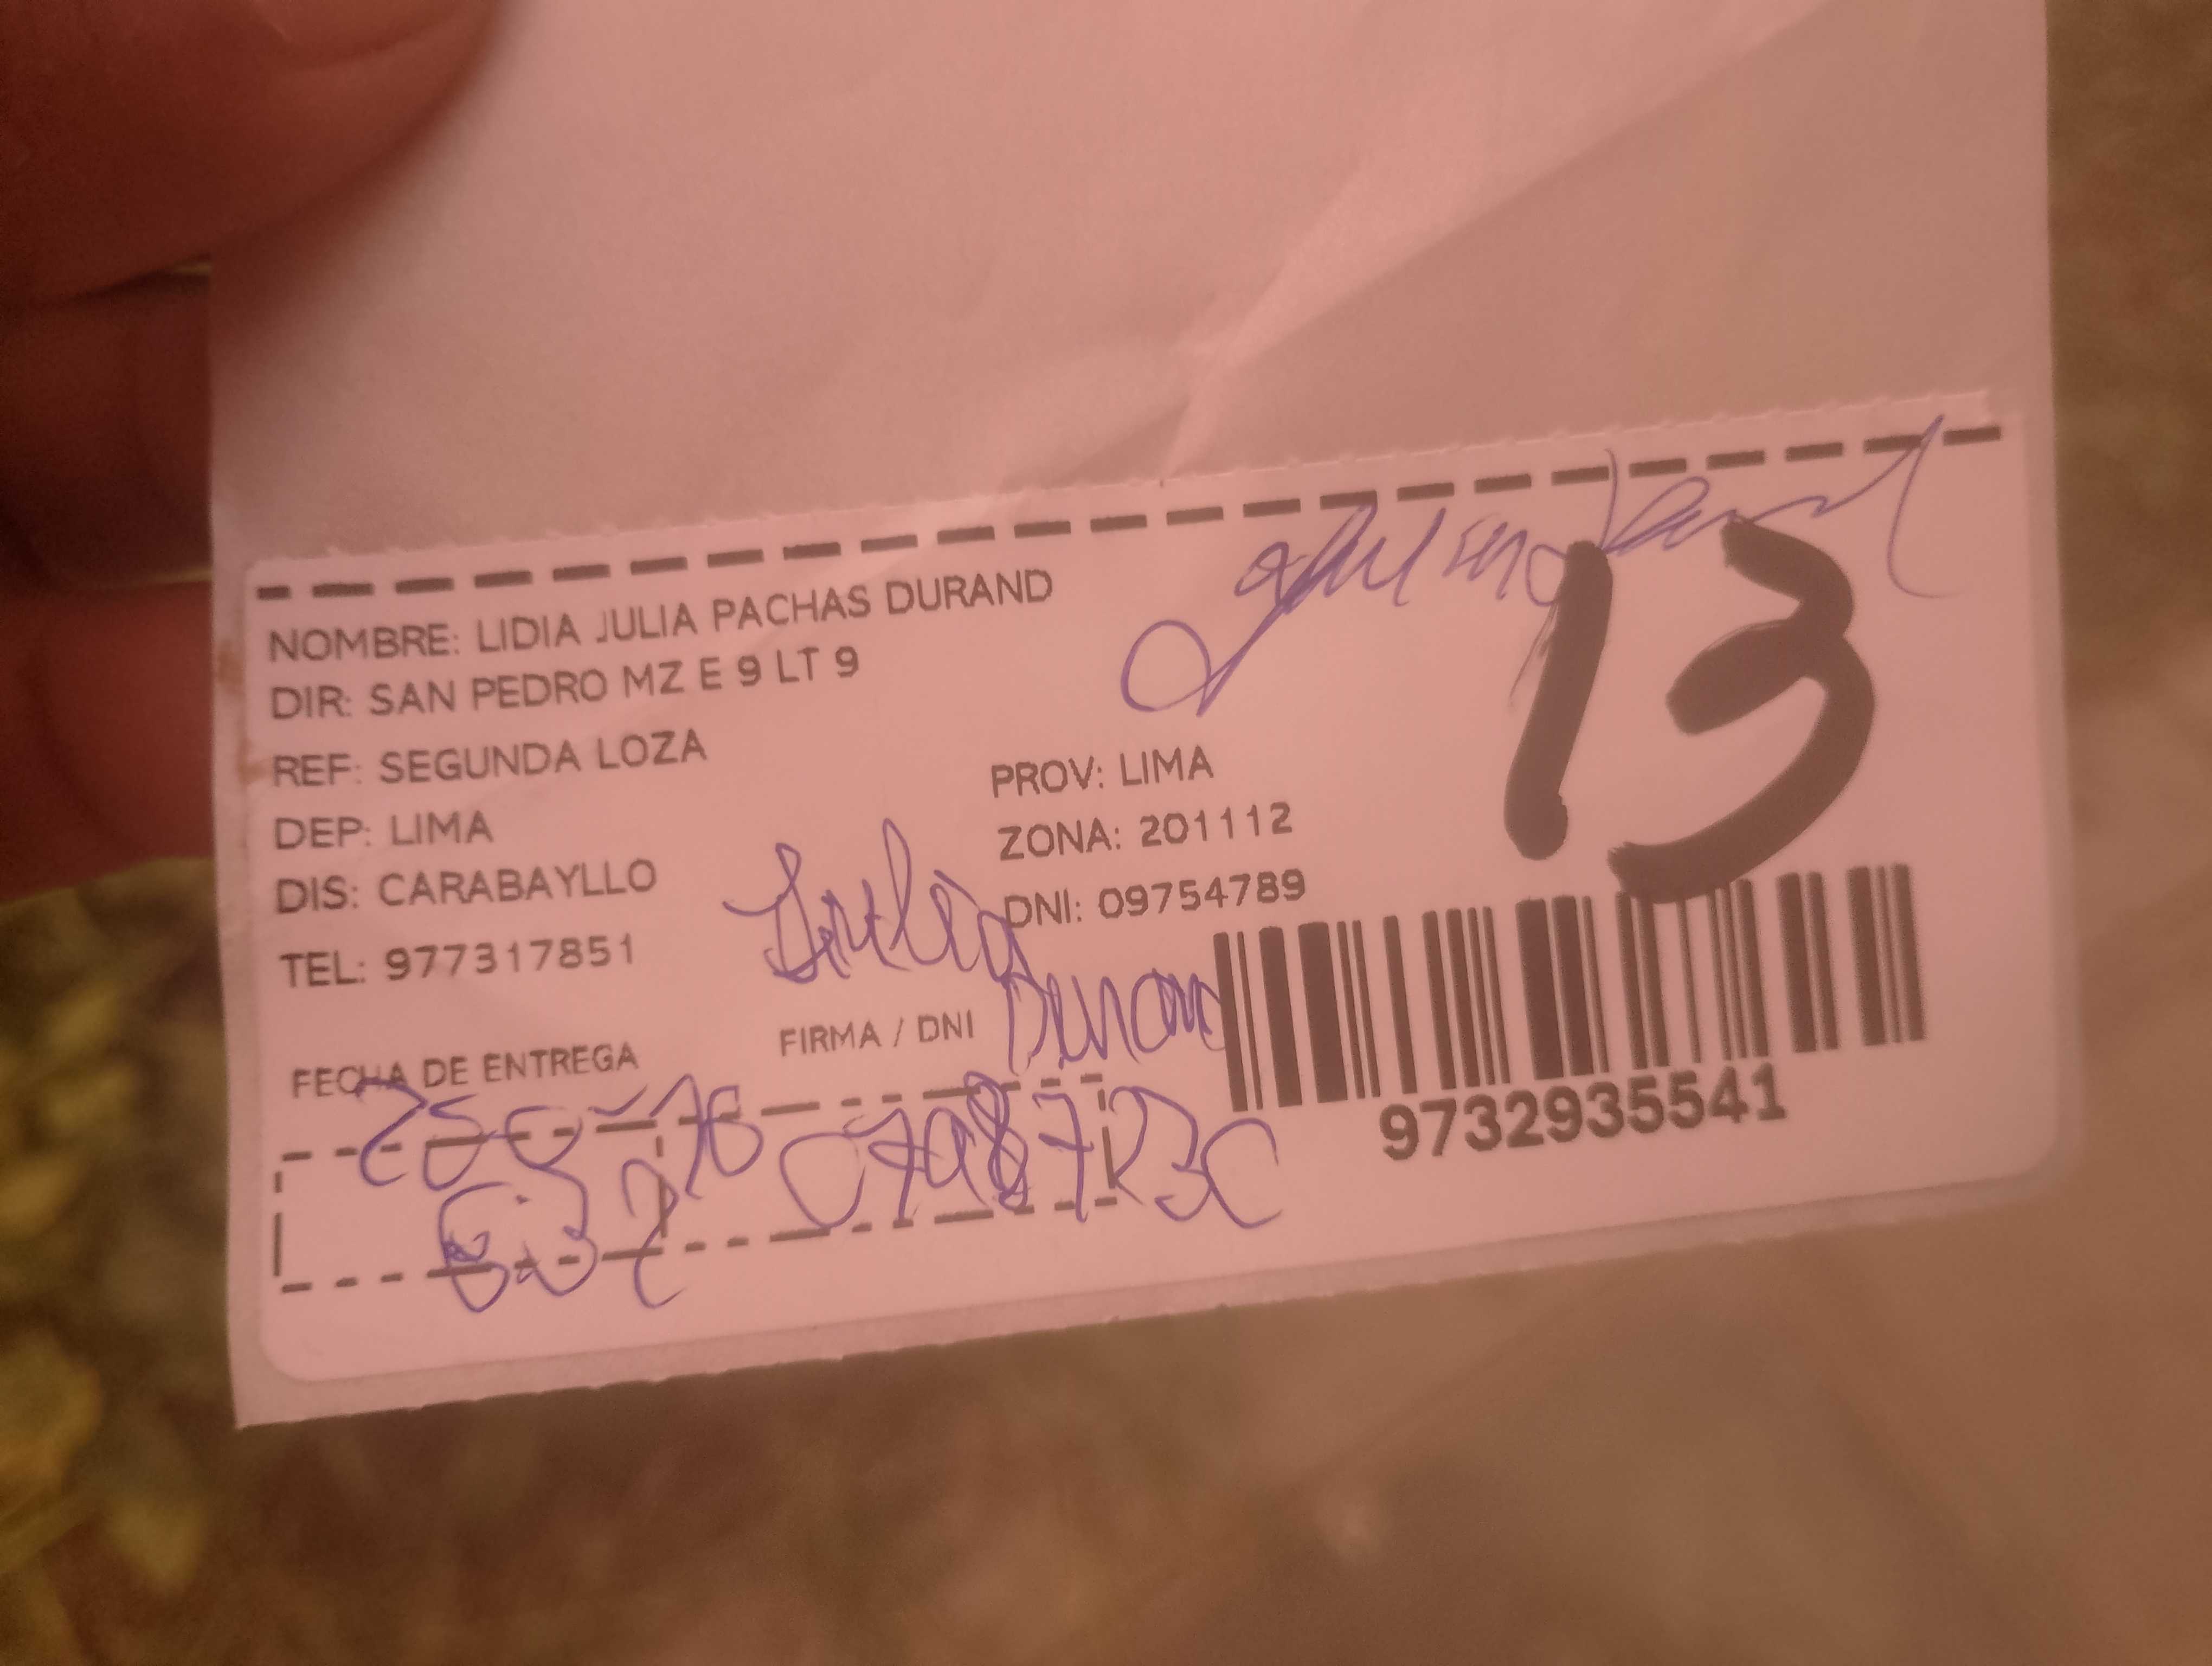 NOMBRE: LIDIA JULIA PACHAS DURAND
DIR: SAN PEDRO MZ E 9 LT 9
13
REF: SEGUNDA LOZA
PROV: LIMA
DEP: LIMA
ZONA: 201112
DIS: CARABAYLLO
DNI: 09754789
TEL: 977317851
Julia
Duran
FECHA DE ENTREGA
FIRMA / DNI
9732935541